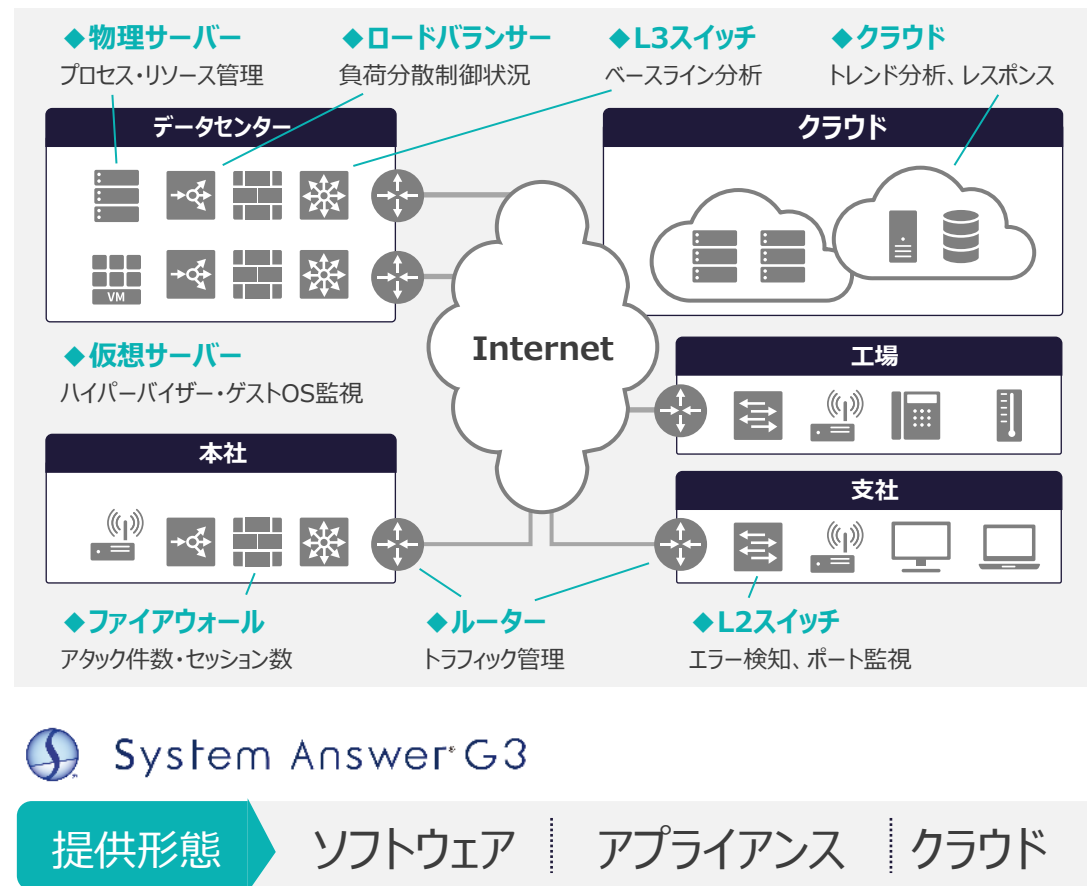 ◆物理サーバー
プロセス・リソース管理
◆ロードバランサー
負荷分散制御状況
◆L3スイッチ
ベースライン分析
◆クラウド
トレンド分析、レスポンス
データセンター
クラウド
VM
Internet
◆仮想サーバー
ハイパーバイザー・ゲストOS監視
工場
本社
支社
◆ファイアウォール
アタック件数・セッション数
◆ルーター
トラフィック管理
◆L2スイッチ
エラー検知、ポート監視
System Answer G3
提供形態
ソフトウェア
アプライアンス
クラウド